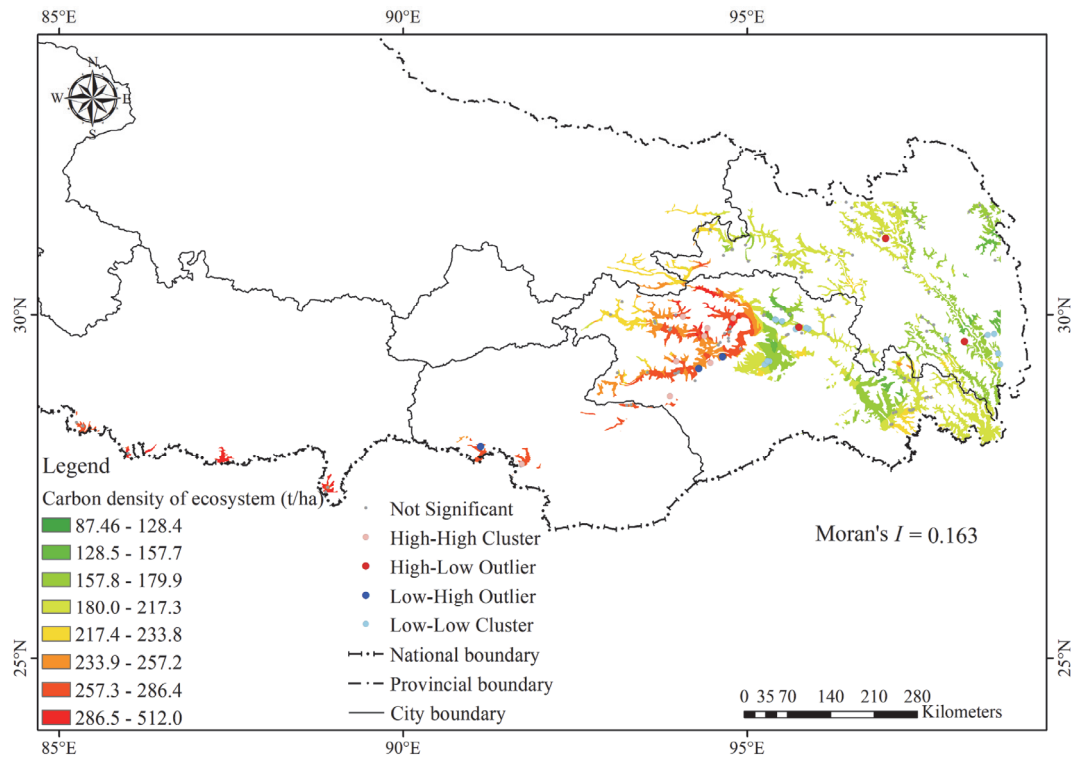 85°E 90°E 95°E
N
W E
S
30°N 30°N
Legend
Carbon density of ecosystem (t/ha)
87.46 - 128.4
128.5 - 157.7
157.8 - 179.9
180.0 - 217.3
217.4 - 233.8
233.9 - 257.2
257.3 - 286.4
286.5 - 512.0
Not Significant
High-High Cluster
High-Low Outlier
Low-High Outlier
Low-Low Cluster
National boundary
Provincial boundary
City boundary
Moran's I = 0.163
25°N 25°N
0 35 70 140 210 280
Kilometers
85°E 90°E 95°E